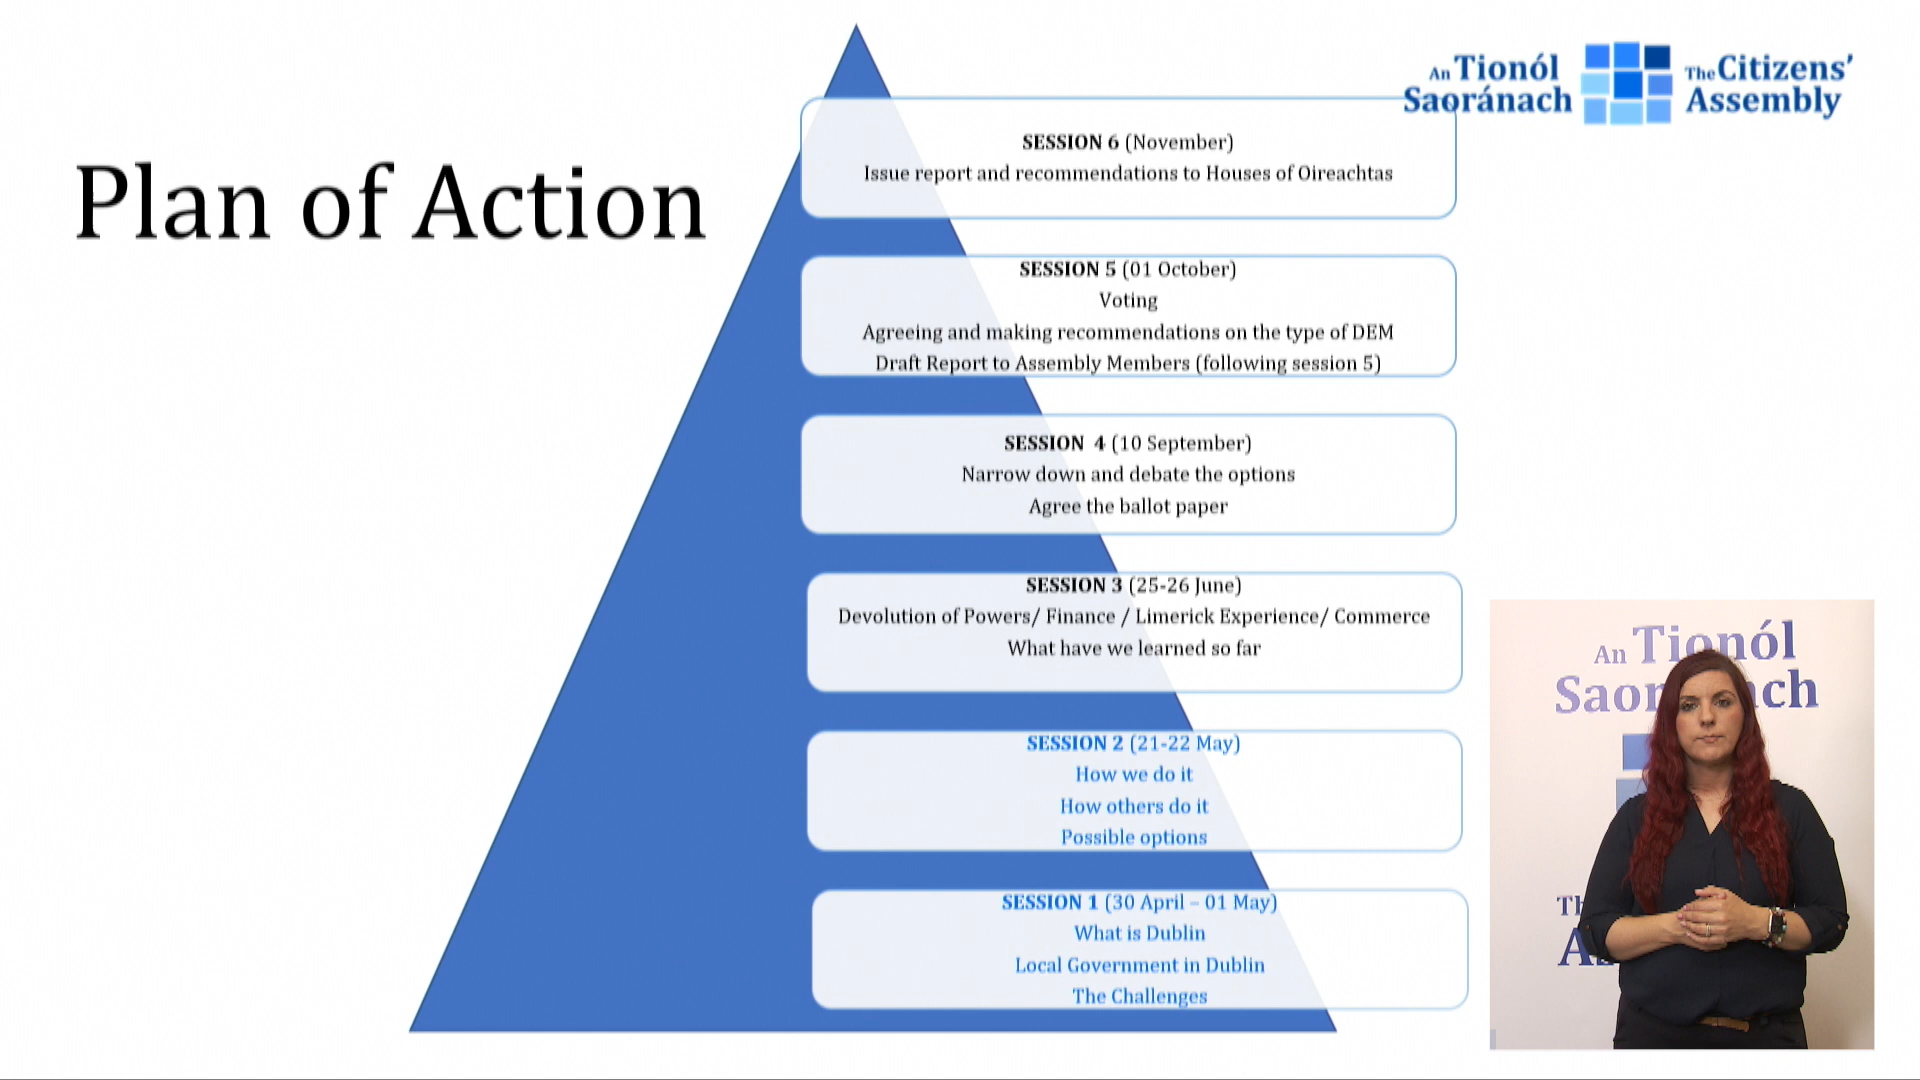 An Tionól
Saoránach
The Citizens'
Assembly
Plan of Action
SESSION 6 (November)
Issue report and recommendations to Houses of Oireachtas
SESSION 5 (01 October)
Voting
Agreeing and making recommendations on the type of DEM
Draft Report to Assembly Members (following session 5)
SESSION 4 (10 September)
Narrow down and debate the options
Agree the ballot paper
SESSION 3 (25-26 June)
Devolution of Powers/ Finance / Limerick Experience/ Commerce
What have we learned so far
SESSION 2 (21-22 May)
How we do it
How others do it
Possible options
SESSION 1 (30 April – 01 May)
What is Dublin
Local Government in Dublin
The Challenges
An Tionól